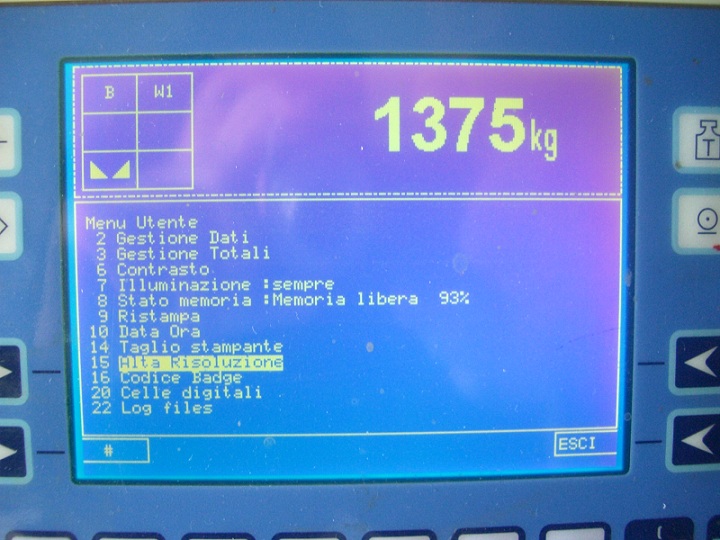 B W1
1375kg
Menu Utente
2 Gestione Dati
3 Gestione Totali
6 Contrasto
7 Illuminazione :sempre
8 Stato memoria :Memoria libera 93%
9 Ristampa
10 Data Ora
14 Taglio stampante
15 Alta Risoluzione
16 Codice Badge
20 Celle digitali
22 Log files
# ESCI
T